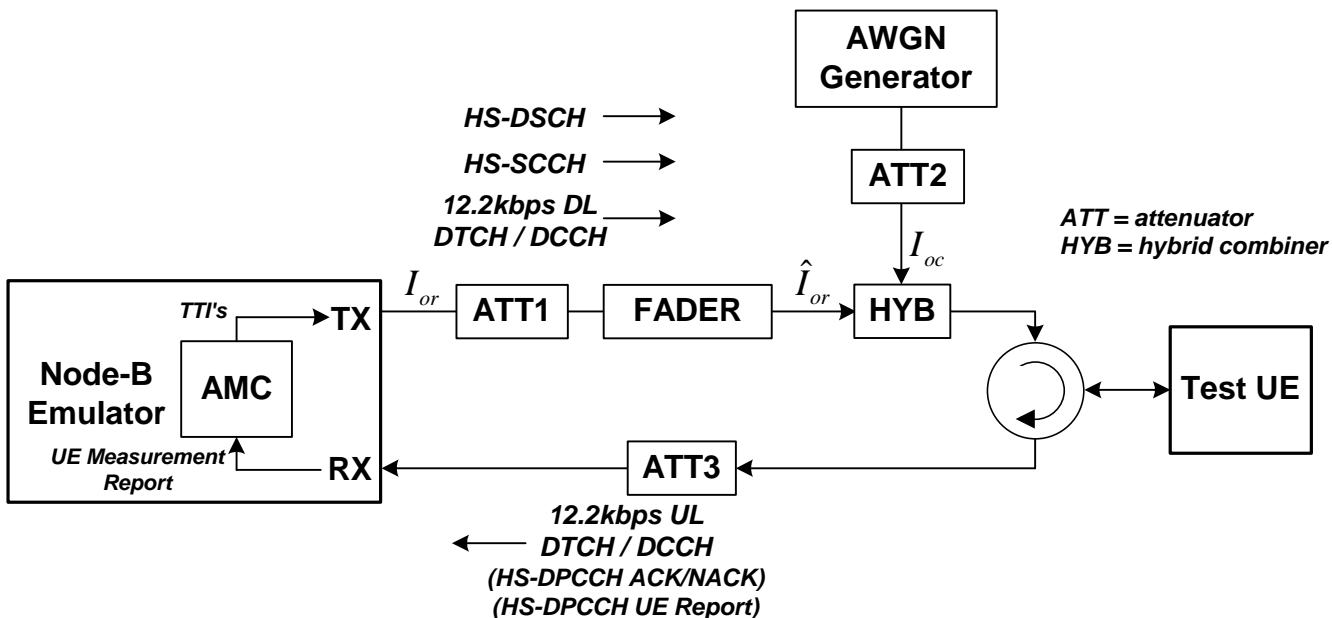 AWGN
Generator
HS-DSCH
HS-SCCH
12.2kbps DL
DTCH / DCCH
ATT2
ATT = attenuator
HYB = hybrid combiner
I_oc
I_or
Î_or
TTI's
TX
ATT1
FADER
HYB
Node-B
Emulator
AMC
Test UE
UE Measurement
Report
RX
ATT3
12.2kbps UL
DTCH / DCCH
(HS-DPCCH ACK/NACK)
(HS-DPCCH UE Report)